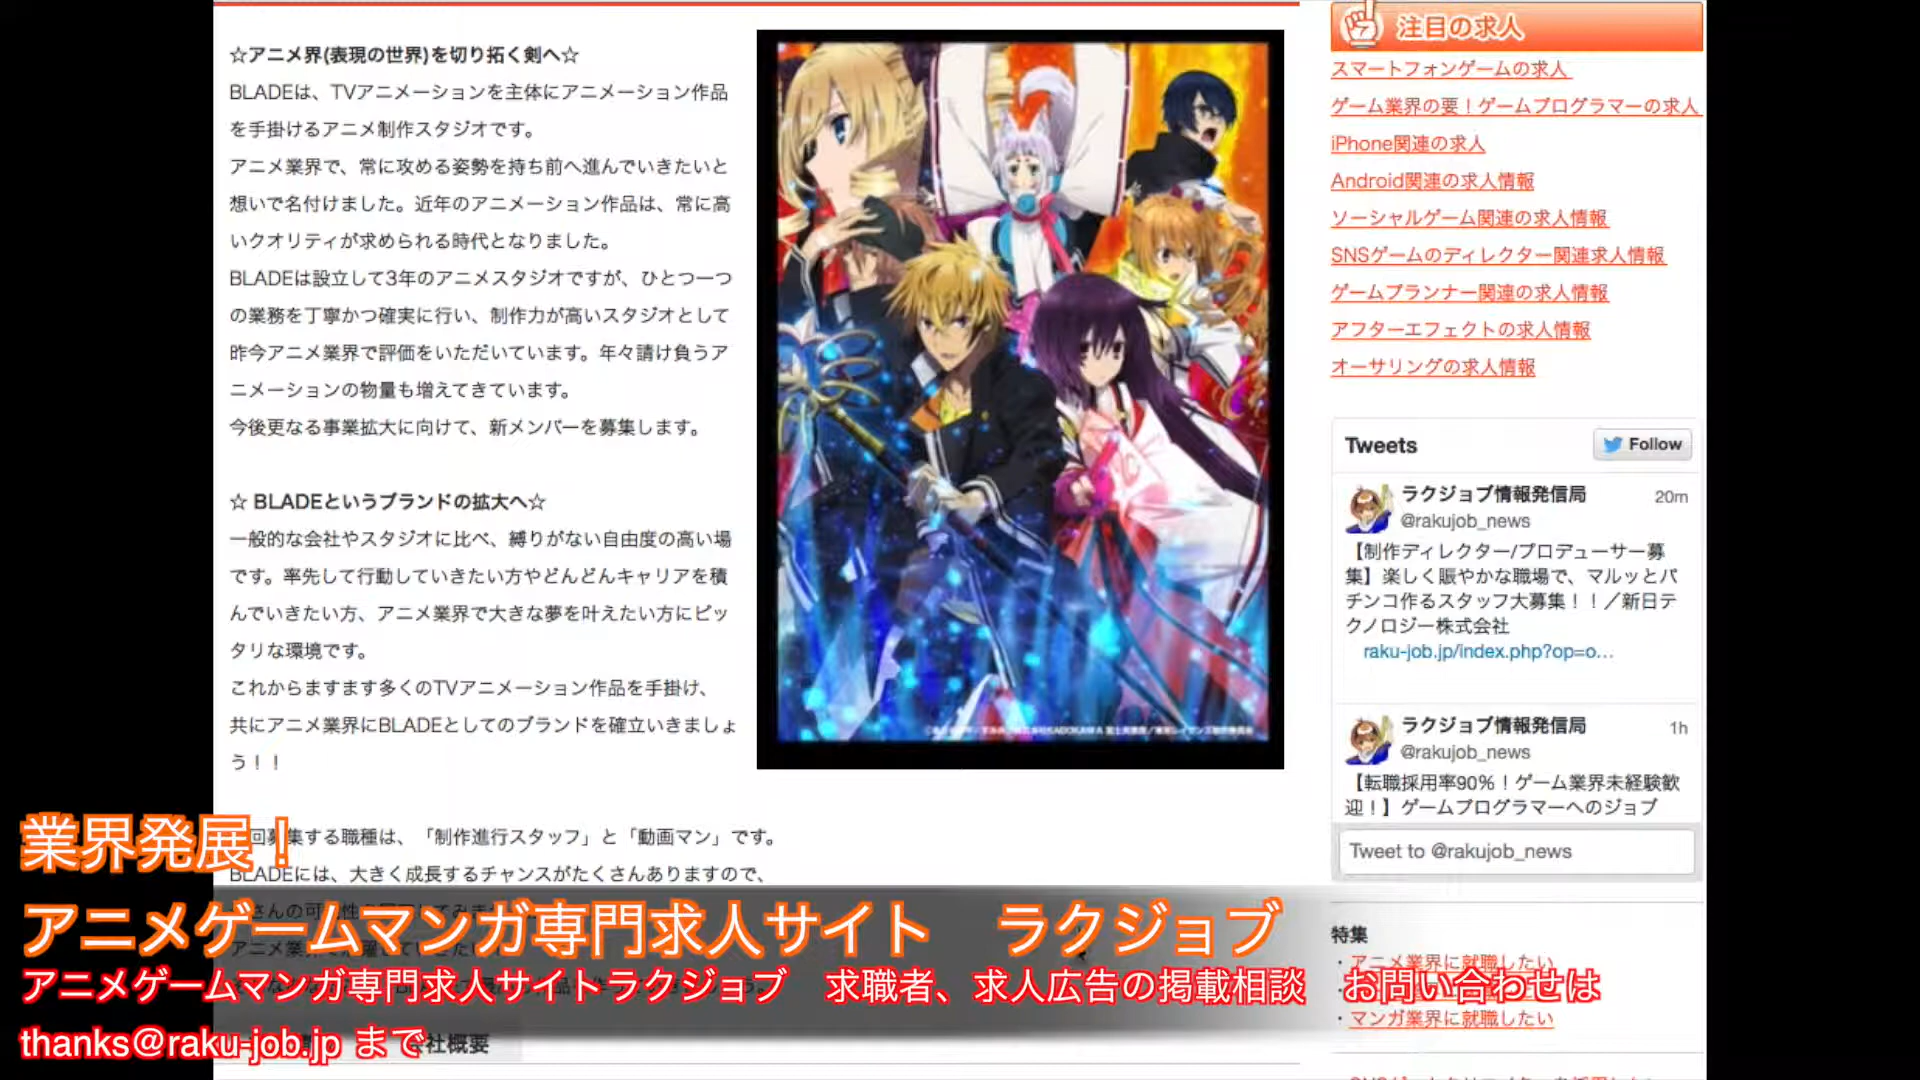 ☆アニメ界(表現の世界)を切り拓く剣へ☆
BLADEは、TVアニメーションを主体にアニメーション作品
を手掛けるアニメ制作スタジオです。
アニメ業界で、常に攻める姿勢を持ち前へ進んでいきたいと
想いで名付けました。近年のアニメーション作品は、常に高
いクオリティが求められる時代となりました。
BLADEは設立して3年のアニメスタジオですが、ひとつ一つ
の業務を丁寧かつ確実に行い、制作力が高いスタジオとして
昨今アニメ業界で評価をいただいています。年々請け負うア
ニメーションの物量も増えてきています。
今後更なる事業拡大に向けて、新メンバーを募集します。
☆ BLADEというブランドの拡大へ☆
一般的な会社やスタジオに比べ、縛りがない自由度の高い場
です。率先して行動していきたい方やどんどんキャリアを積
んでいきたい方、アニメ業界で大きな夢を叶えたい方にピッ
タリな環境です。
これからますます多くのTVアニメーション作品を手掛け、
共にアニメ業界にBLADEとしてのブランドを確立いきましょ
う！！
回募集する職種は、「制作進行スタッフ」と「動画マン」です。
BLADEには、大きく成長するチャンスがたくさんありますので、
社概要
注目の求人
スマートフォンゲームの求人
ゲーム業界の要！ゲームプログラマーの求人
iPhone関連の求人
Android関連の求人情報
ソーシャルゲーム関連の求人情報
SNSゲームのディレクター関連求人情報
ゲームプランナー関連の求人情報
アフターエフェクトの求人情報
オーサリングの求人情報
Tweets
Follow
ラクジョブ情報発信局 20m
@rakujob_news
【制作ディレクター/プロデューサー募
集】楽しく賑やかな職場で、マルッとパ
チンコ作るスタッフ大募集！！／新日テ
クノロジー株式会社
raku-job.jp/index.php?op=o...
ラクジョブ情報発信局 1h
@rakujob_news
【転職採用率90%！ゲーム業界未経験歓
迎！】ゲームプログラマーへのジョブ
Tweet to @rakujob_news
特集
・アニメ業界に就職したい
・マンガ業界に就職したい
業界発展！
アニメゲームマンガ専門求人サイト　ラクジョブ
アニメゲームマンガ専門求人サイトラクジョブ　求職者、求人広告の掲載相談　お問い合わせは
thanks@raku-job.jp まで